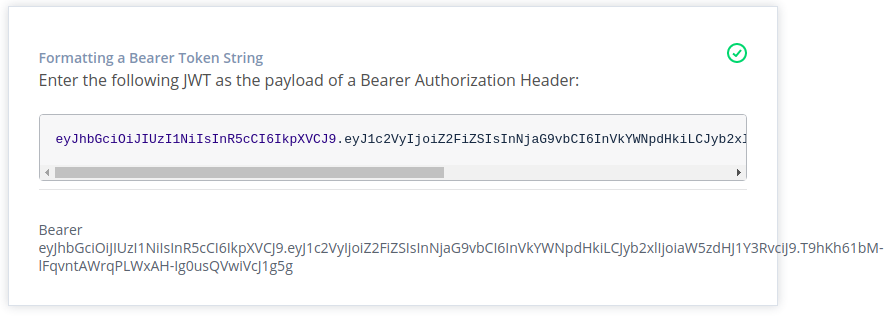 Formatting a Bearer Token String
Enter the following JWT as the payload of a Bearer Authorization Header:
eyJhbGciOiJIUzI1NiIsInR5cCI6IkpXVCJ9.eyJ1c2VyIjoiZ2FiZSIsInNjaG9vbCI6InVkYWNpdHkiLCJyb2xl
Bearer
eyJhbGciOiJIUzI1NiIsInR5cCI6IkpXVCJ9.eyJ1c2VyIjoiZ2FiZSIsInNjaG9vbCI6InVkYWNpdHkiLCJyb2xlIjoiaW5zdHJ1Y3RvciJ9.T9hKh61bM-
lFqvntAWrqPLWxAH-Ig0usQVwiVcJ1g5g